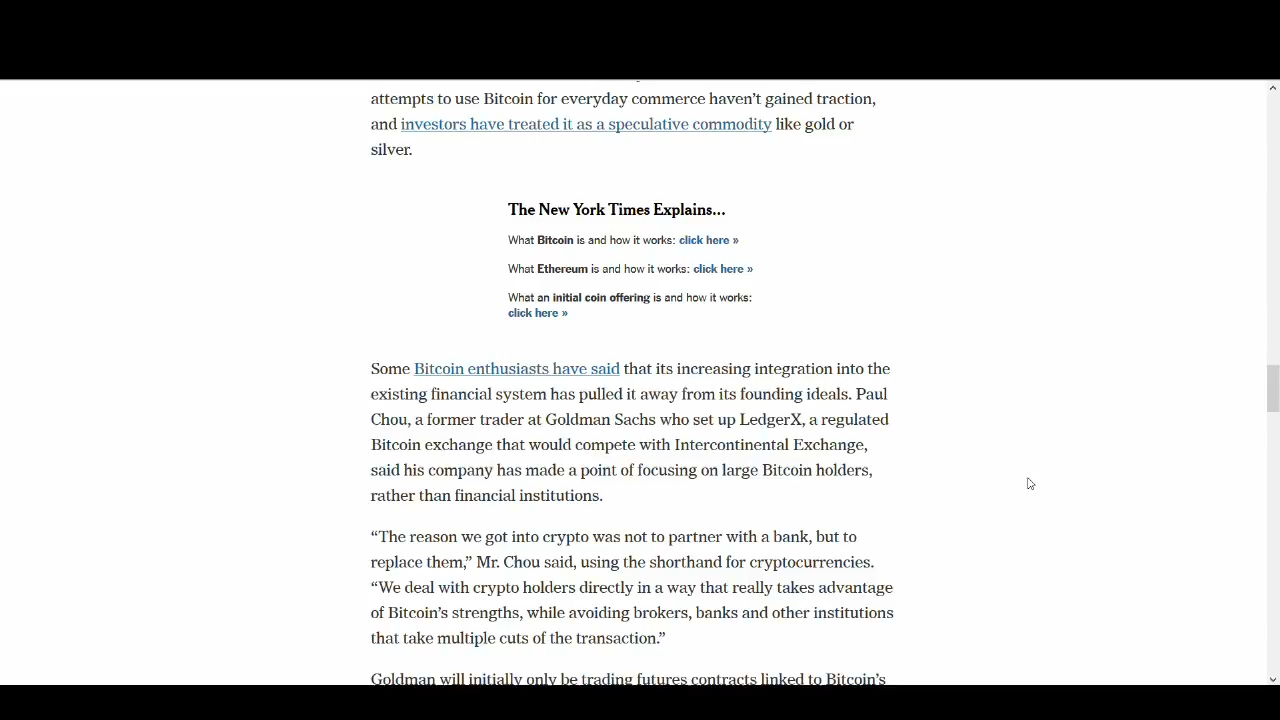 attempts to use Bitcoin for everyday commerce haven’t gained traction,
and investors have treated it as a speculative commodity like gold or
silver.
The New York Times Explains...
What Bitcoin is and how it works: click here »
What Ethereum is and how it works: click here »
What an initial coin offering is and how it works:
click here »
Some Bitcoin enthusiasts have said that its increasing integration into the
existing financial system has pulled it away from its founding ideals. Paul
Chou, a former trader at Goldman Sachs who set up LedgerX, a regulated
Bitcoin exchange that would compete with Intercontinental Exchange,
said his company has made a point of focusing on large Bitcoin holders,
rather than financial institutions.
“The reason we got into crypto was not to partner with a bank, but to
replace them,” Mr. Chou said, using the shorthand for cryptocurrencies.
“We deal with crypto holders directly in a way that really takes advantage
of Bitcoin’s strengths, while avoiding brokers, banks and other institutions
that take multiple cuts of the transaction.”
Goldman will initially only be trading futures contracts linked to Bitcoin’s